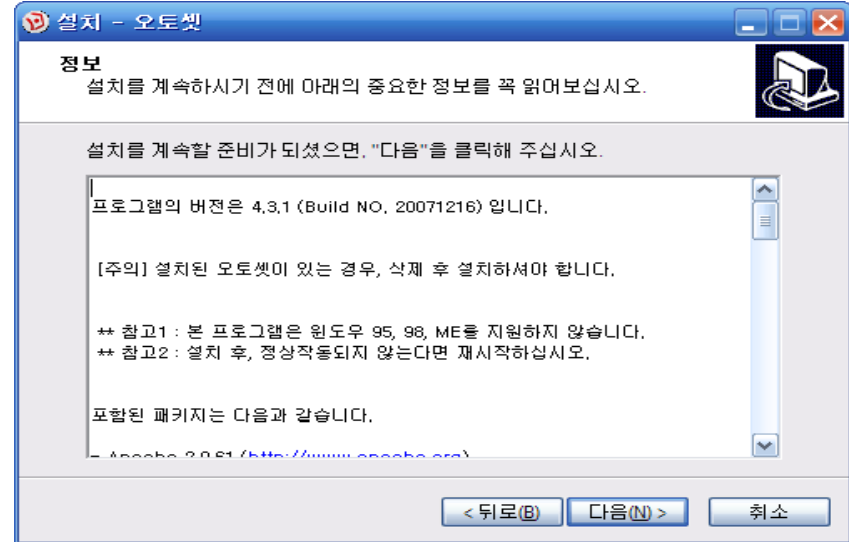 설치 - 오토셋
정보
설치를 계속하시기 전에 아래의 중요한 정보를 꼭 읽어보십시오.
설치를 계속할 준비가 되셨으면, "다음"을 클릭해 주십시오.
프로그램의 버전은 4.3.1 (Build NO. 20071216) 입니다.
[주의] 설치된 오토셋이 있는 경우, 삭제 후 설치하셔야 합니다.
** 참고1 : 본 프로그램은 윈도우 95, 98, ME를 지원하지 않습니다.
** 참고2 : 설치 후, 정상작동되지 않는다면 재시작하십시오.
포함된 패키지는 다음과 같습니다.
- Apache 2.0.61 (http://www.apache.org)
< 뒤로(B) 다음(N) > 취소